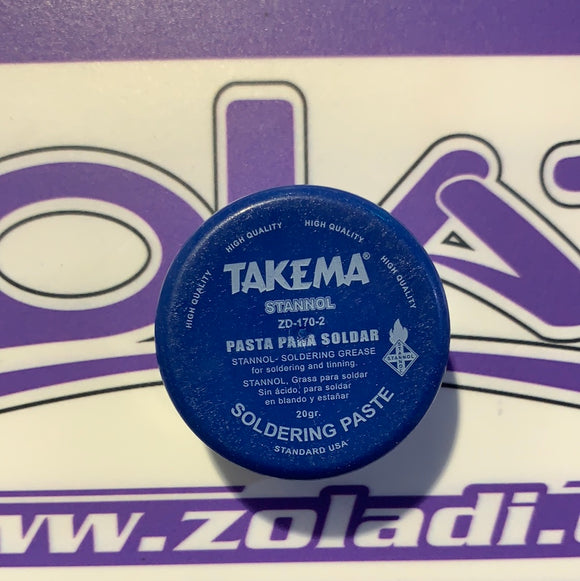 HIGH QUALITY HIGH QUALITY HIGH QUALITY HIGH QUALITY
TAKEMA®
STANNOL
ZD-170-2
PASTA PARA SOLDAR
STANNOL- SOLDERING GREASE
for soldering and tinning.
STANNOL
STANNOL, Grasa para soldar
Sin ácido, para soldar
en blando y estañar
20gr.
SOLDERING PASTE
STANDARD USA
www.zoladi.